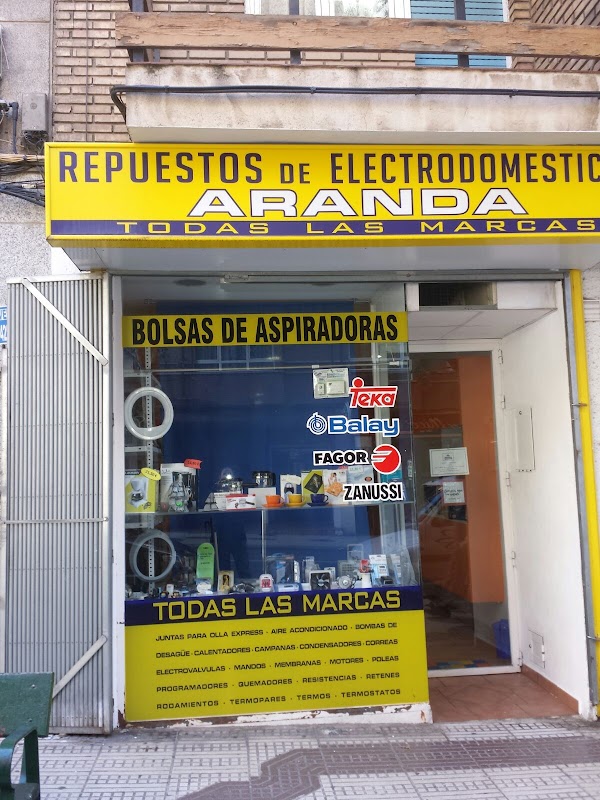 REPUESTOS DE ELECTRODOMESTIC
ARANDA
TODAS LAS MARCAS
BOLSAS DE ASPIRADORAS
Teka
Balay
FAGOR
ZANUSSI
TODAS LAS MARCAS
JUNTAS PARA OLLA EXPRESS - AIRE ACONDICIONADO - BOMBAS DE
DESAGÜE - CALENTADORES - CAMPANAS - CONDENSADORES - CORREAS
ELECTROVALVULAS - MANDOS - MEMBRANAS - MOTORES - POLEAS
PROGRAMADORES - QUEMADORES - RESISTENCIAS - RETENES
RODAMIENTOS - TERMOPARES - TERMOS - TERMOSTATOS